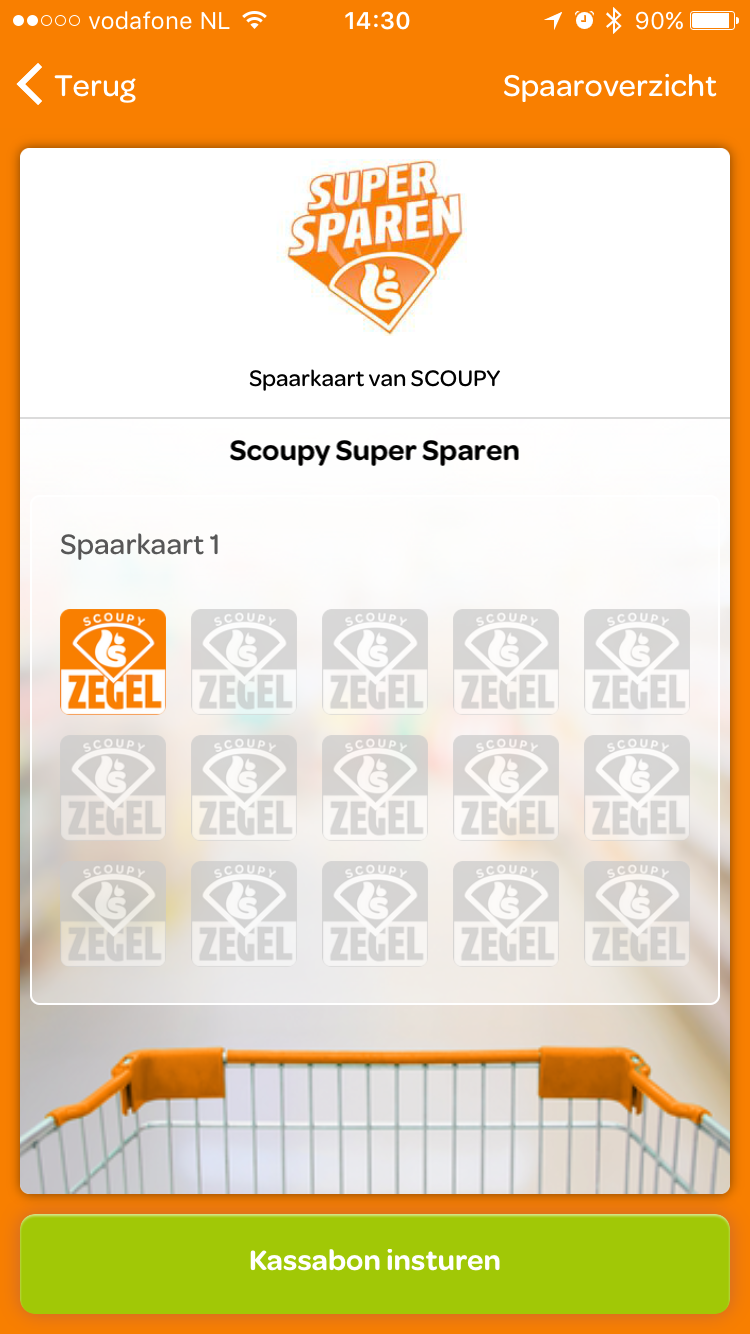 vodafone NL 14:30 90%
Terug Spaaroverzicht
SUPER
SPAREN
Spaarkaart van SCOUPY
Scoupy Super Sparen
Spaarkaart 1
SCOUPY SCOUPY SCOUPY SCOUPY SCOUPY
ZEGEL ZEGEL ZEGEL ZEGEL ZEGEL
SCOUPY SCOUPY SCOUPY SCOUPY SCOUPY
ZEGEL ZEGEL ZEGEL ZEGEL ZEGEL
SCOUPY SCOUPY SCOUPY SCOUPY SCOUPY
ZEGEL ZEGEL ZEGEL ZEGEL ZEGEL
Kassabon insturen